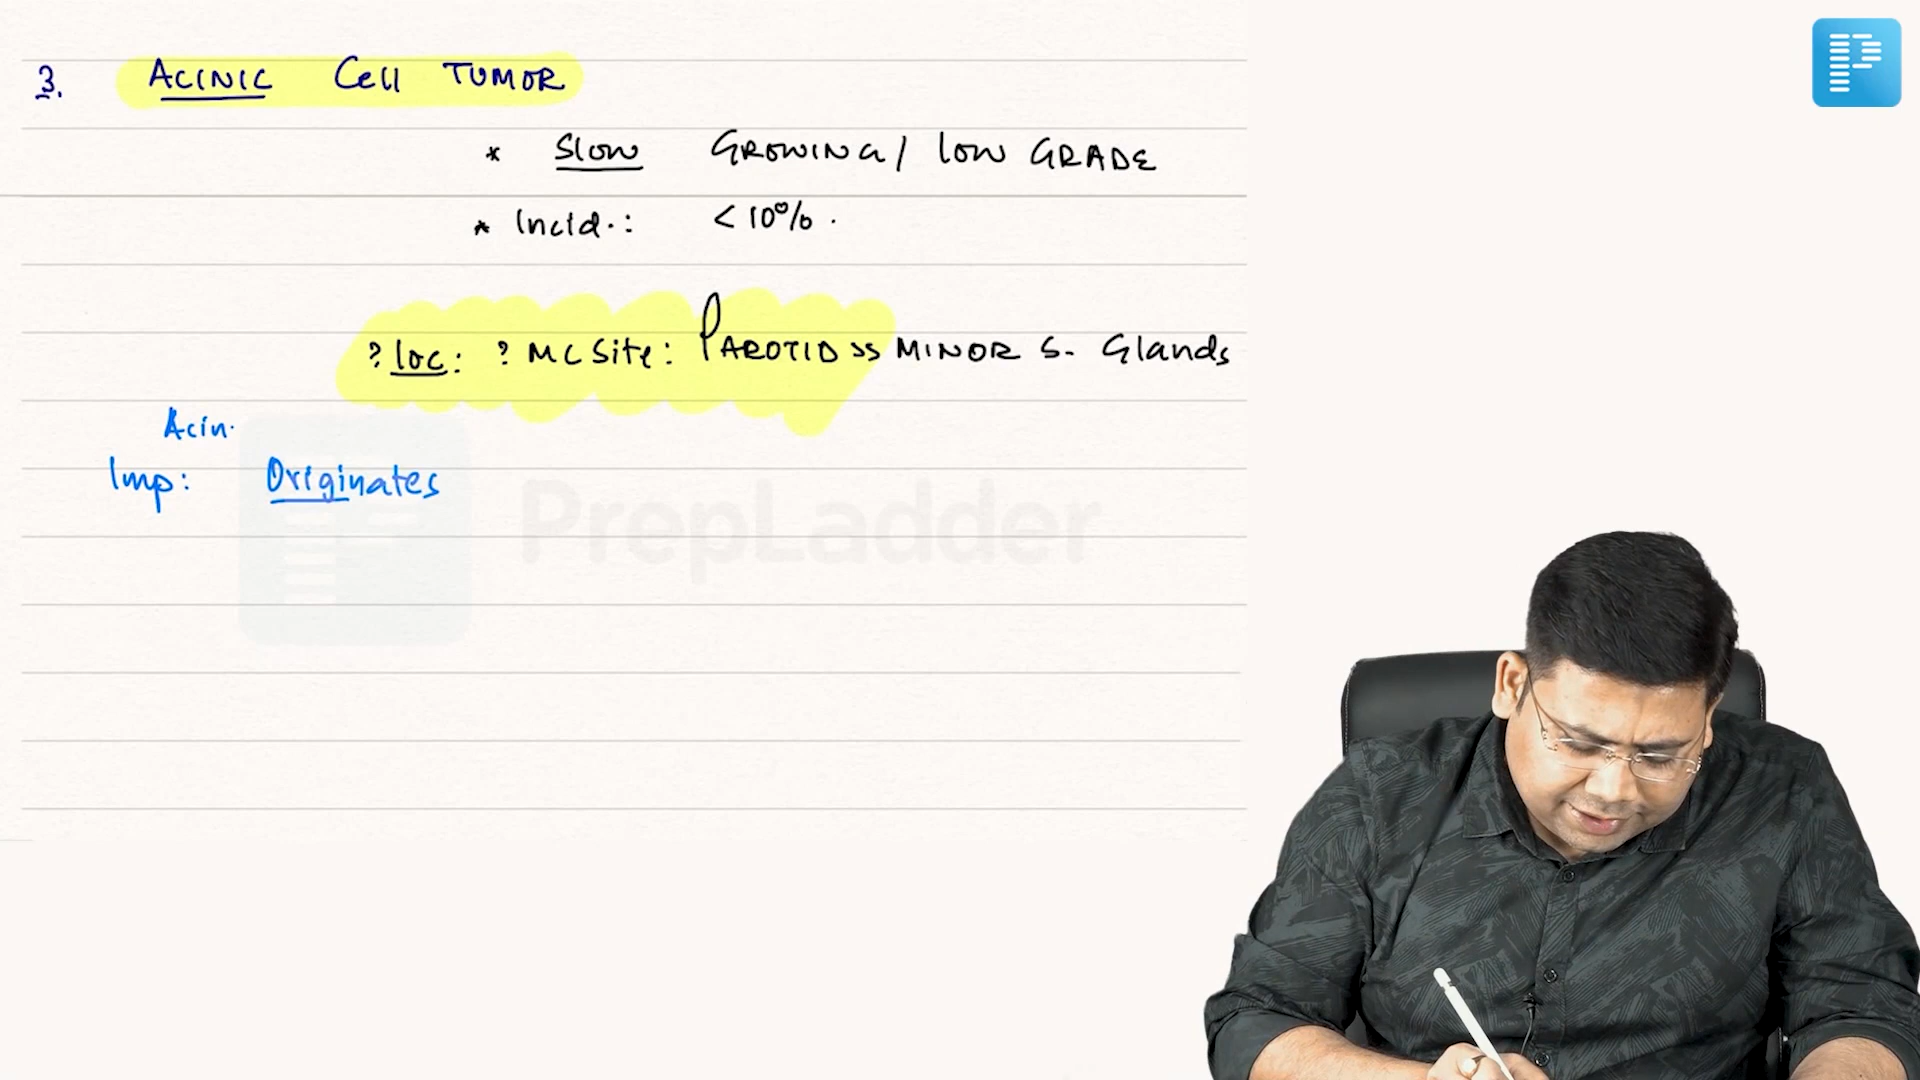 3. ACINIC Cell TUMOR
* Slow GROWING / LOW GRADE
* Incid.: < 10% .
? loc: ? MC Site: PAROTID >> MINOR S. Glands
Acin.
Imp: Originates
PrepLadder